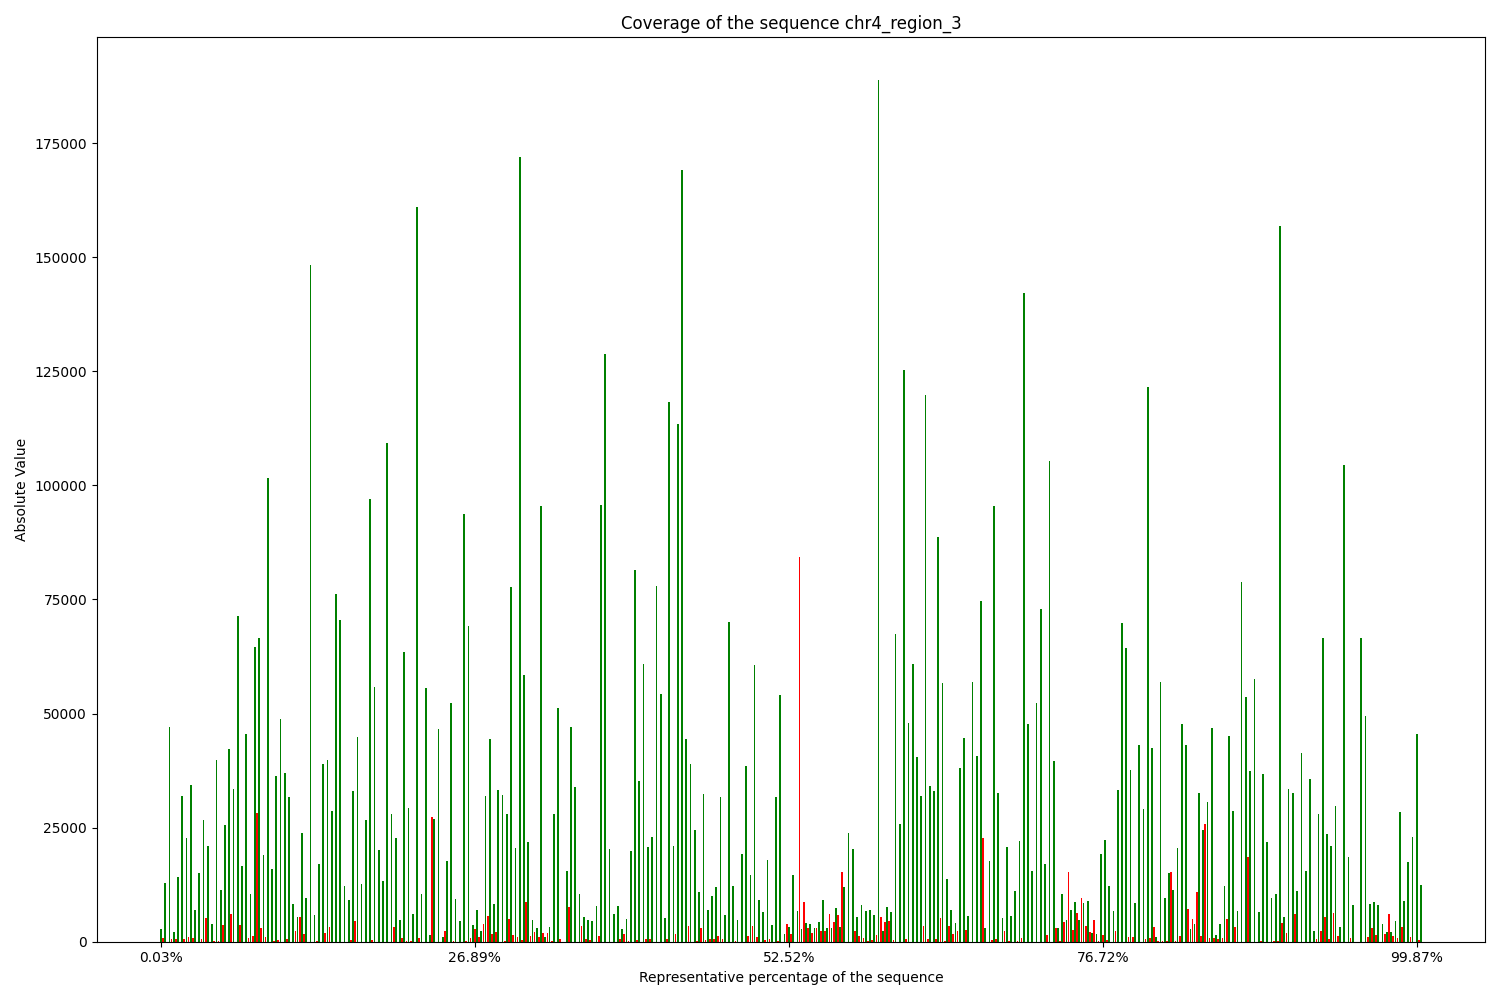 Coverage of the sequence chr4_region_3
175000
150000
125000
100000
75000
50000
25000
0
Absolute Value
0.03% 26.89% 52.52% 76.72% 99.87%
Representative percentage of the sequence